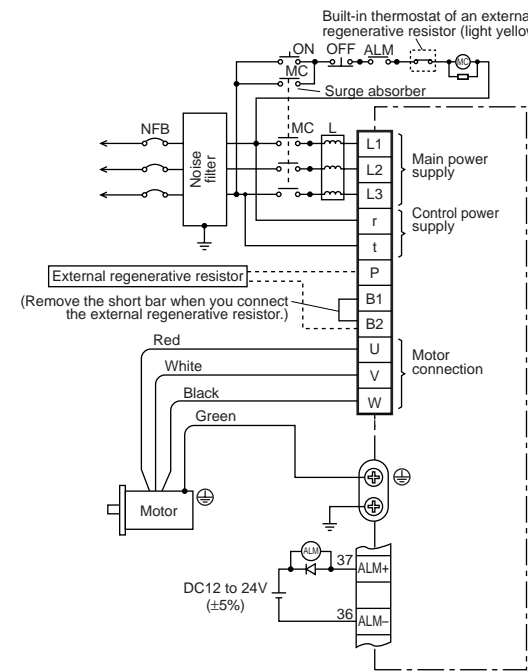 Built-in thermostat of an externa
regenerative resistor (light yellow
ON OFF ALM
MC
MC
Surge absorber
NFB
MC L
Noise
filter
L1
L2
L3
Main power
supply
r
t
Control power
supply
External regenerative resistor
P
(Remove the short bar when you connect
the external regenerative resistor.)
B1
B2
Red
White
Black
Green
U
V
W
Motor
connection
Motor
ALM
DC12 to 24V
(±5%)
37
ALM+
36
ALM–